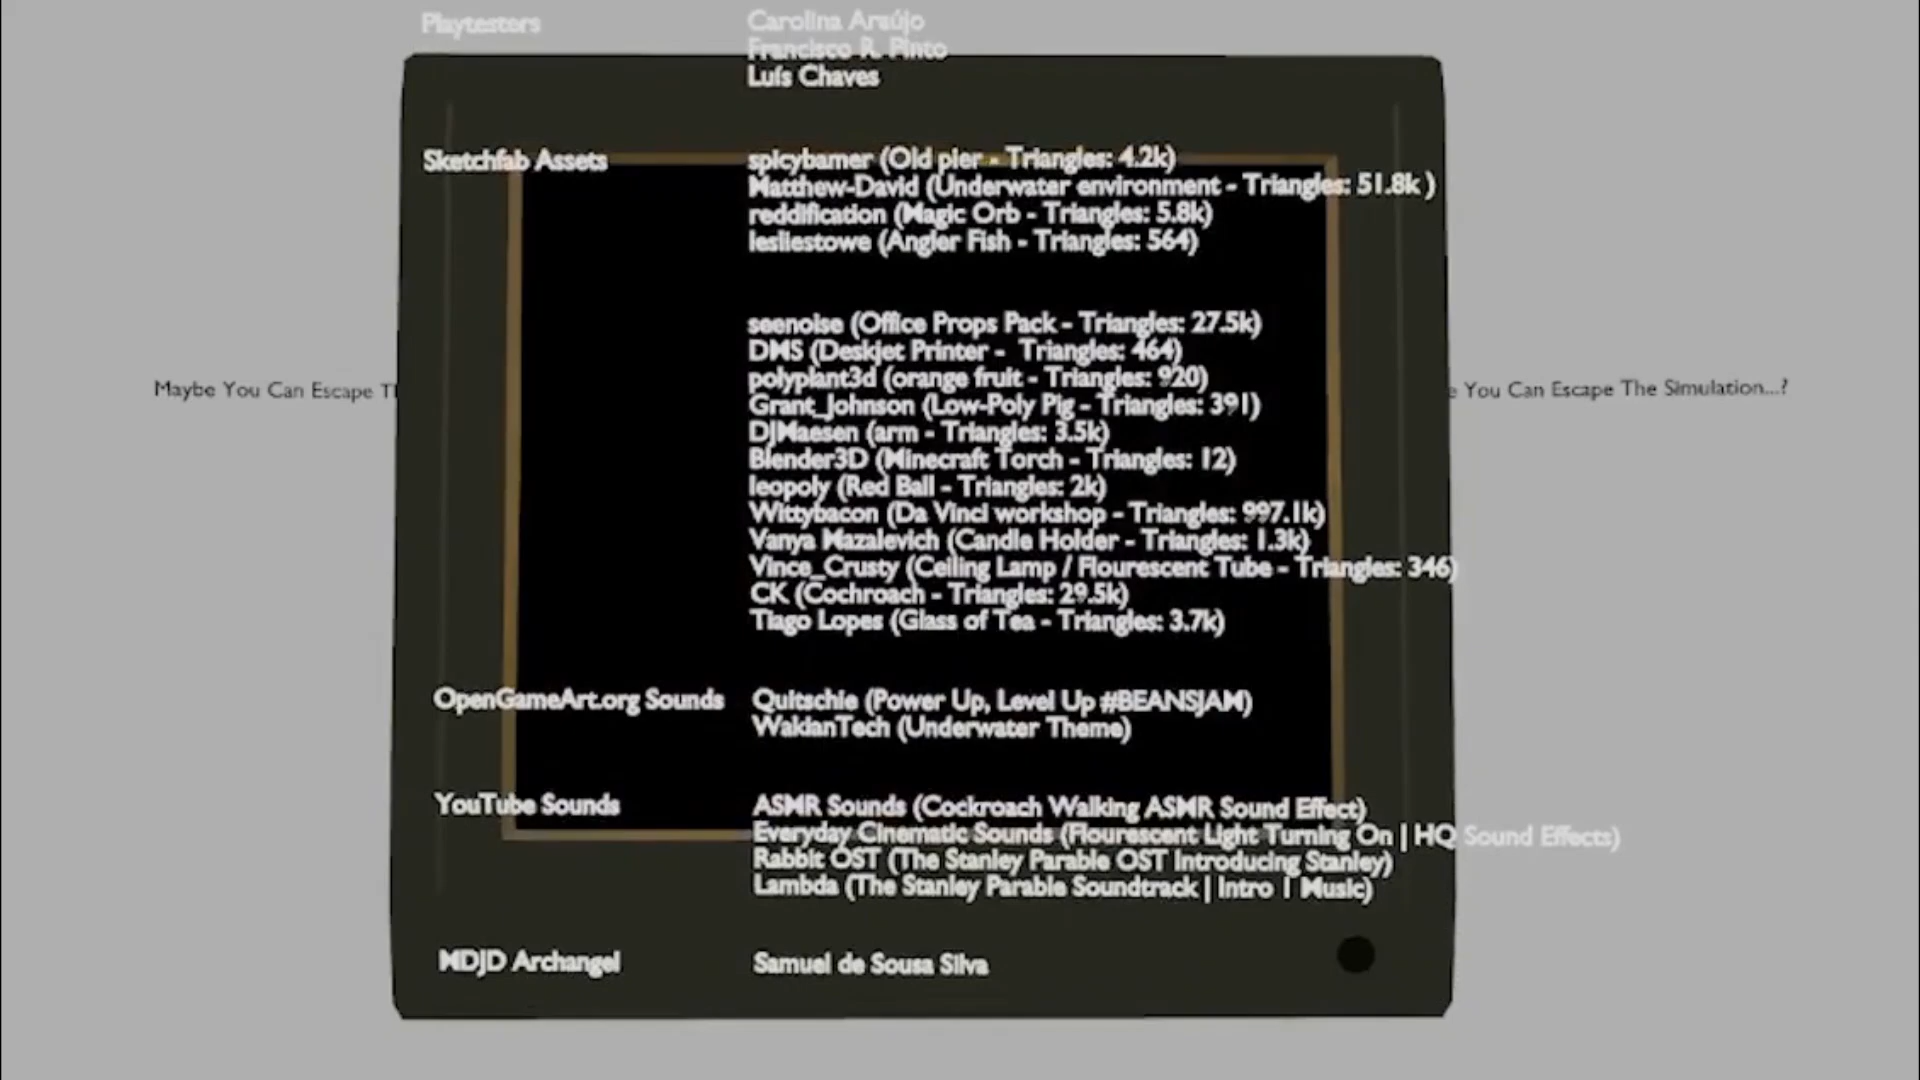 Playtesters Carolina Araújo
Francisco R. Pinto
Luís Chaves
Sketchfab Assets spicybamer (Old pier - Triangles: 4.2k)
Matthew-David (Underwater environment - Triangles: 51.8k )
reddification (Magic Orb - Triangles: 5.8k)
lesliestowe (Angler Fish - Triangles: 564)
seenoise (Office Props Pack - Triangles: 27.5k)
DMS (Deskjet Printer - Triangles: 464)
polyplant3d (orange fruit - Triangles: 920)
Maybe You Can Escape Th
e You Can Escape The Simulation...?
Grant_Johnson (Low-Poly Pig - Triangles: 391)
DJMaesen (arm - Triangles: 3.5k)
Blender3D (Minecraft Torch - Triangles: 12)
leopoly (Red Ball - Triangles: 2k)
Wittybacon (Da Vinci workshop - Triangles: 997.1k)
Vanya Mazalevich (Candle Holder - Triangles: 1.3k)
Vince_Crusty (Ceiling Lamp / Flourescent Tube - Triangles: 346)
CK (Cochroach - Triangles: 29.5k)
Tiago Lopes (Glass of Tea - Triangles: 3.7k)
OpenGameArt.org Sounds Quitschie (Power Up, Level Up #BEANSJAM)
WakianTech (Underwater Theme)
YouTube Sounds ASMR Sounds (Cockroach Walking ASMR Sound Effect)
Everyday Cinematic Sounds (Flourescent Light Turning On | HQ Sound Effects)
Rabbit OST (The Stanley Parable OST Introducing Stanley)
Lambda (The Stanley Parable Soundtrack | Intro 1 Music)
MDJD Archangel Samuel de Sousa Silva